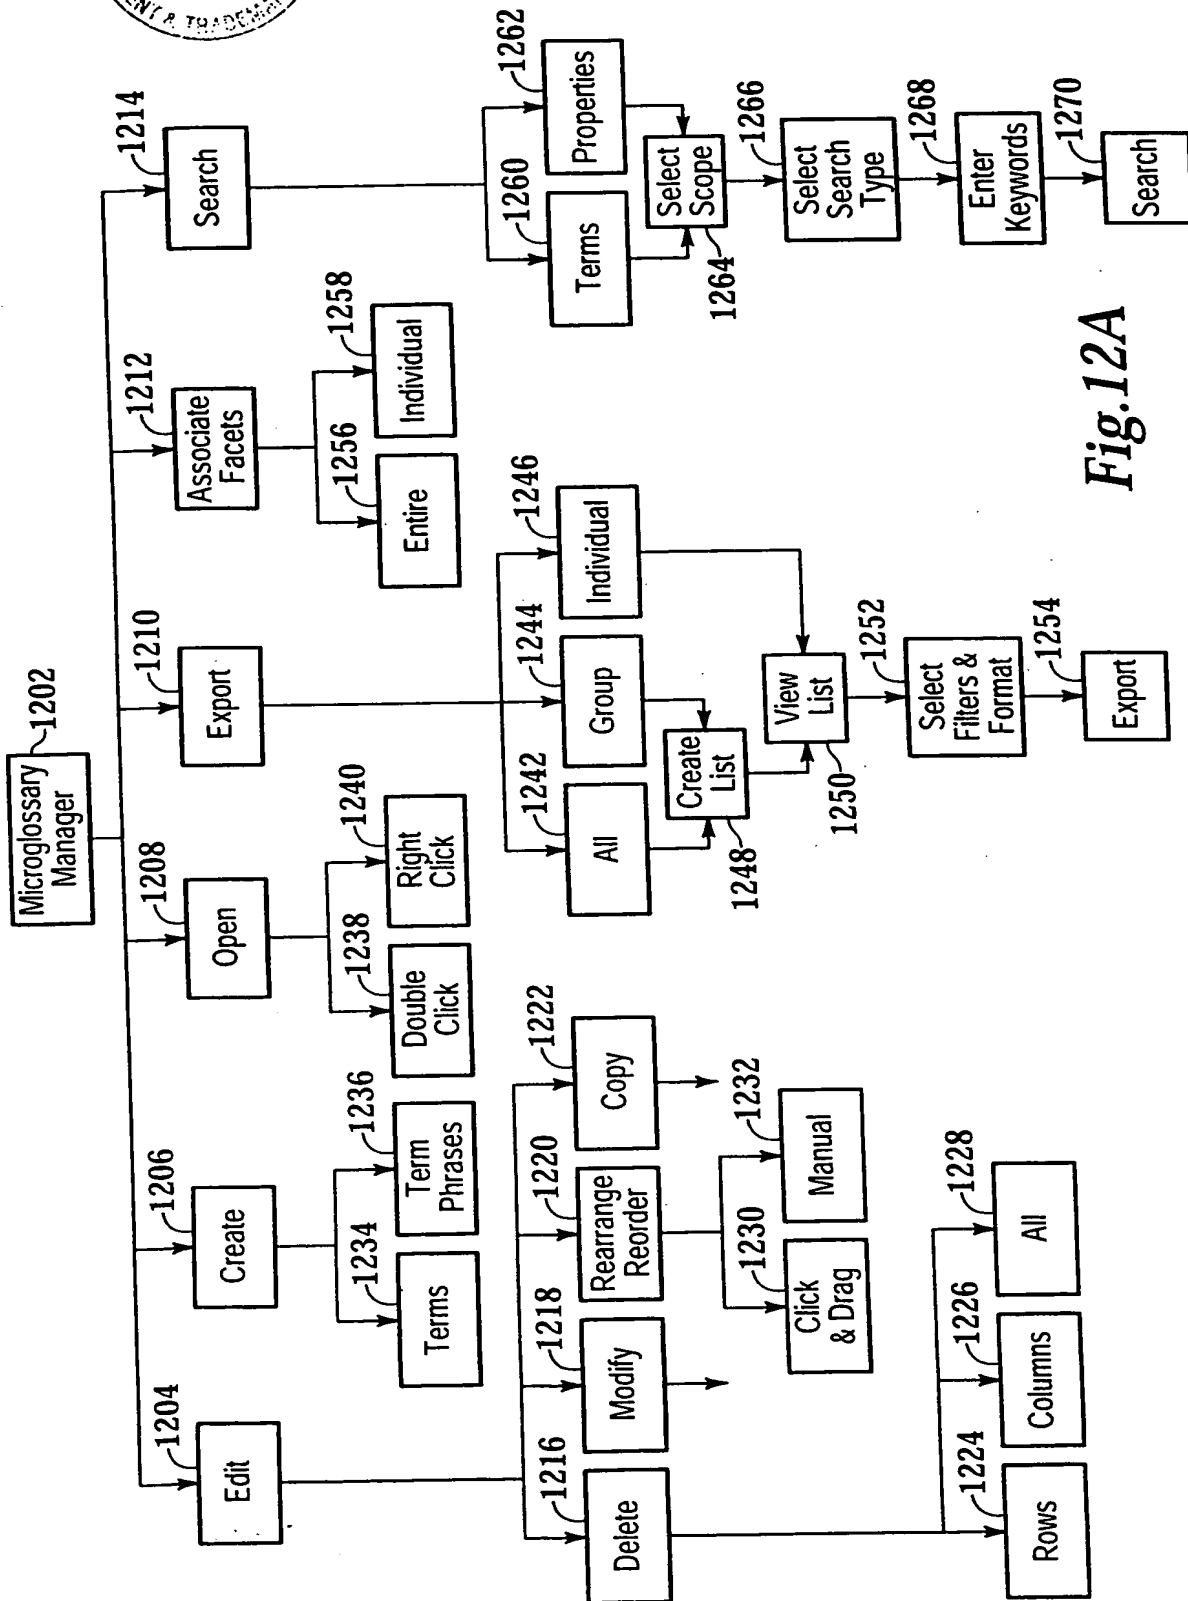 ENT & TRADEMA
Microglossary
Manager
1202
1204
Edit
1206
Create
1208
Open
1210
Export
1212
Associate
Facets
1214
Search
1234
Terms
1236
Term
Phrases
1238
Double
Click
1240
Right
Click
1256
Entire
1258
Individual
1216
Delete
1218
Modify
1220
Rearrange
Reorder
1222
Copy
1242
All
1244
Group
1246
Individual
1260
Terms
1262
Properties
1248
Create
List
1264
Select
Scope
1230
Click
& Drag
1232
Manual
1250
View
List
1266
Select
Search
Type
1252
Select
Filters &
Format
1268
Enter
Keywords
1224
Rows
1226
Columns
1228
All
1254
Export
1270
Search
Fig.12A